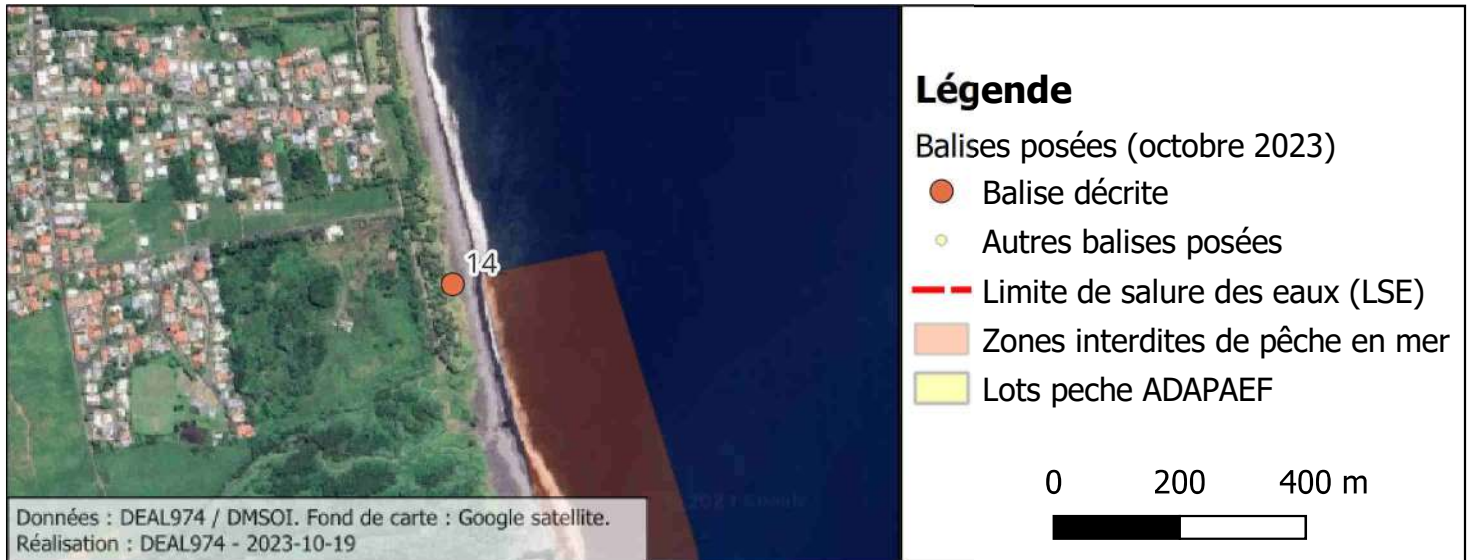 14
Données : DEAL974 / DMSOI. Fond de carte : Google satellite.
Réalisation : DEAL974 - 2023-10-19
Légende
Balises posées (octobre 2023)
Balise décrite
Autres balises posées
Limite de salure des eaux (LSE)
Zones interdites de pêche en mer
Lots peche ADAPAEF
0 200 400 m